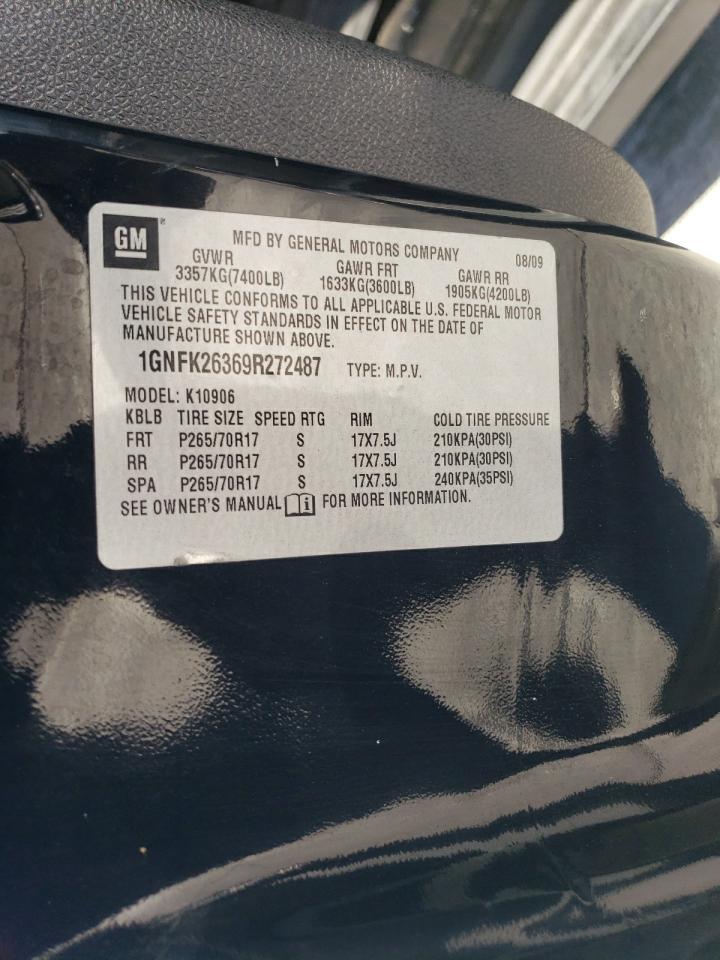 GM
MFD BY GENERAL MOTORS COMPANY 08/09
GVWR GAWR FRT GAWR RR
3357KG(7400LB) 1633KG(3600LB) 1905KG(4200LB)
THIS VEHICLE CONFORMS TO ALL APPLICABLE U.S. FEDERAL MOTOR
VEHICLE SAFETY STANDARDS IN EFFECT ON THE DATE OF
MANUFACTURE SHOWN ABOVE.
1GNFK26369R272487 TYPE: M.P.V.
MODEL: K10906
KBLB TIRE SIZE SPEED RTG RIM COLD TIRE PRESSURE
FRT P265/70R17 S 17X7.5J 210KPA(30PSI)
RR P265/70R17 S 17X7.5J 210KPA(30PSI)
SPA P265/70R17 S 17X7.5J 240KPA(35PSI)
SEE OWNER'S MANUAL i FOR MORE INFORMATION.